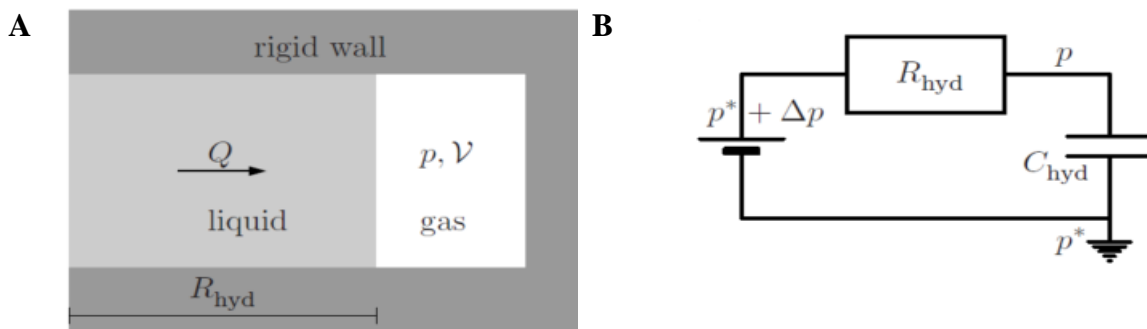 A
rigid wall
Q
liquid
p, 𝒱
gas
R_hyd
B
R_hyd
p
p* + Δp
C_hyd
p*